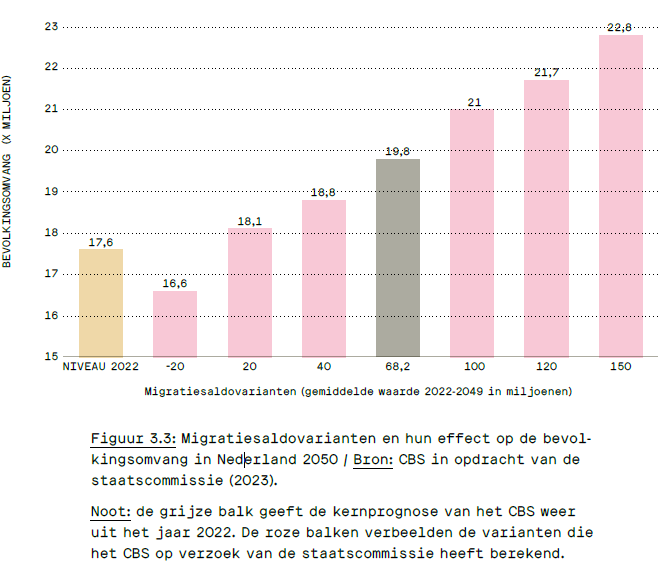 23
22,8
22
21,7
21
21
20
19,8
19
18,8
18,1
18
17,6
17
16,6
16
15
NIVEAU 2022 -20 20 40 68,2 100 120 150
BEVOLKINGSOMVANG (X MILJOEN)
Migratiesaldovarianten (gemiddelde waarde 2022-2049 in miljoenen)
Figuur 3.3: Migratiesaldovarianten en hun effect op de bevol-
kingsomvang in Nederland 2050 / Bron: CBS in opdracht van de
staatscommissie (2023).
Noot: de grijze balk geeft de kernprognose van het CBS weer
uit het jaar 2022. De roze balken verbeelden de varianten die
het CBS op verzoek van de staatscommissie heeft berekend.